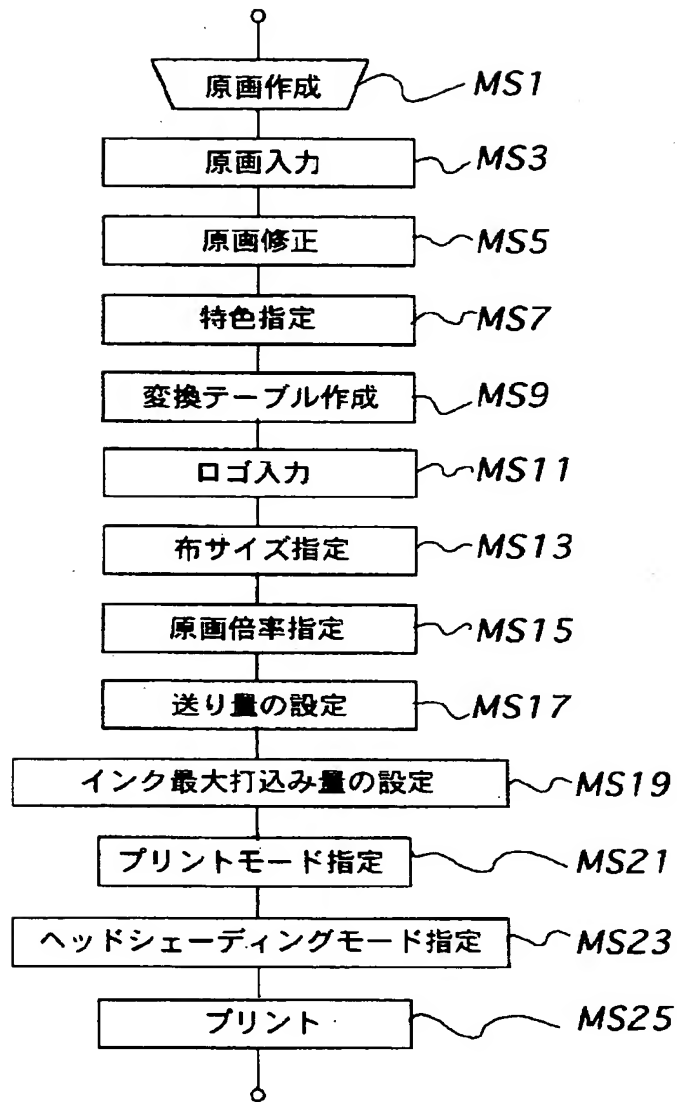 原画作成 MS1
原画入力 MS3
原画修正 MS5
特色指定 MS7
変換テーブル作成 MS9
ロゴ入力 MS11
布サイズ指定 MS13
原画倍率指定 MS15
送り量の設定 MS17
インク最大打込み量の設定 MS19
プリントモード指定 MS21
ヘッドシェーディングモード指定 MS23
プリント MS25